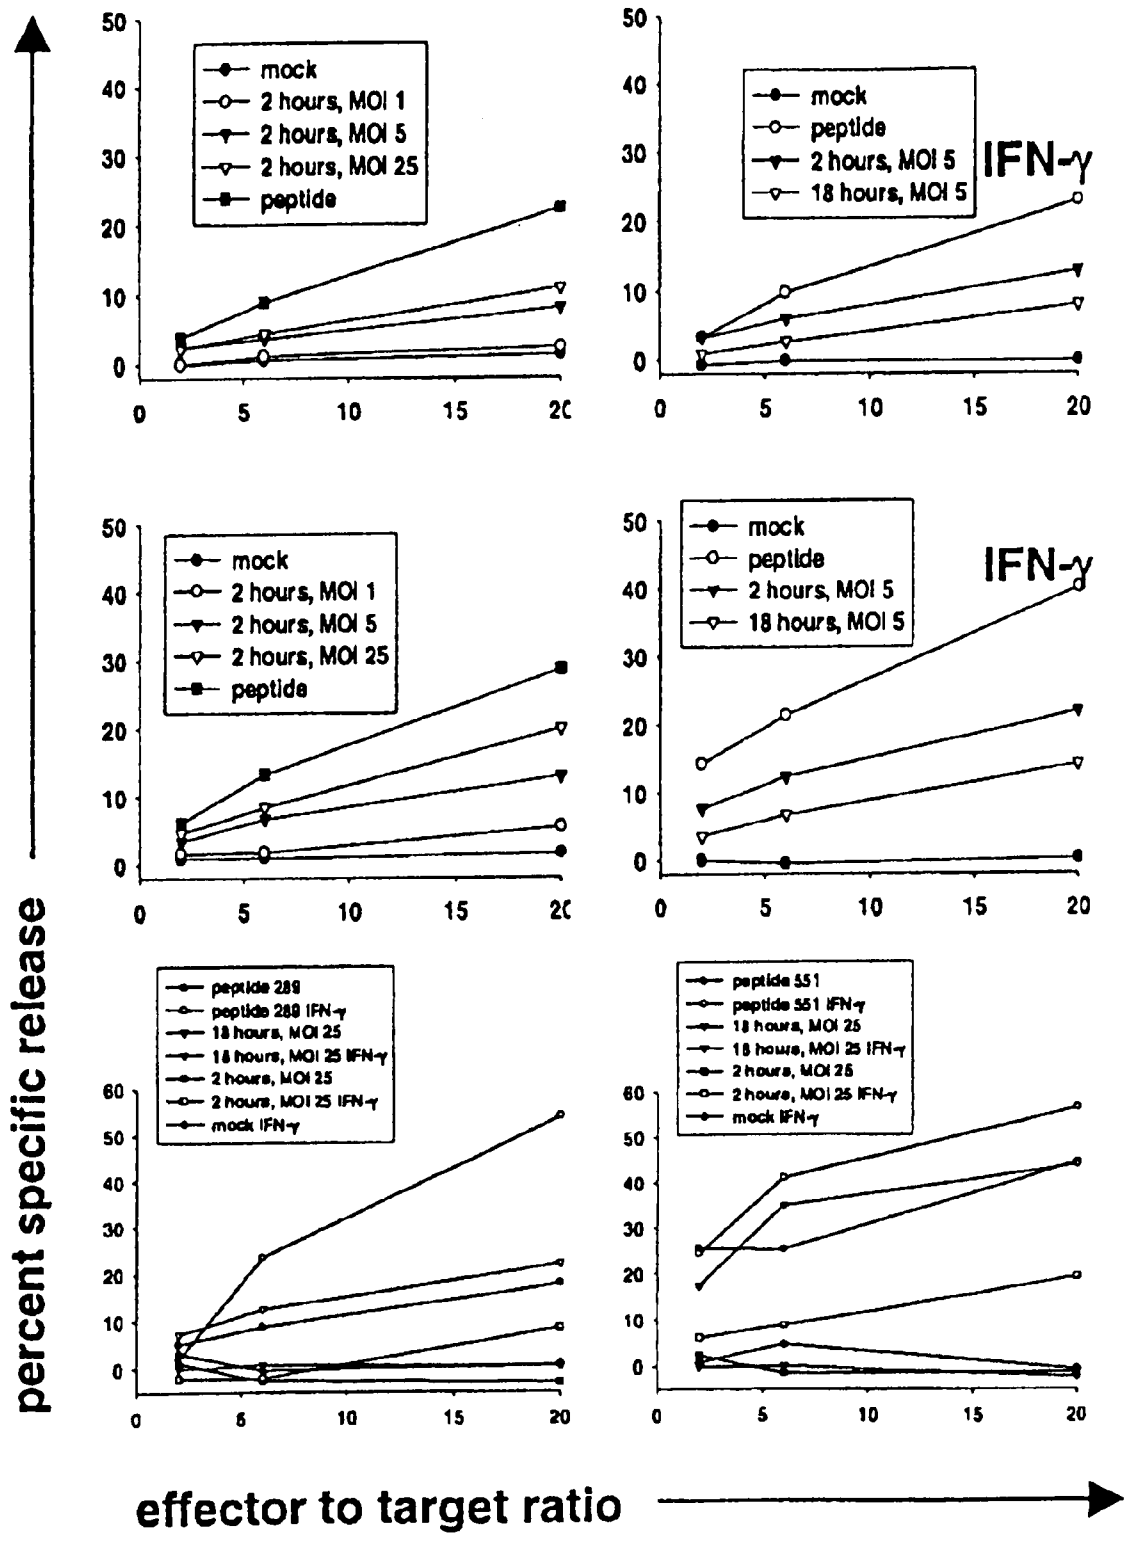 50
40
30
20
10
0
0 5 10 15 2C
mock
2 hours, MOI 1
2 hours, MOI 5
2 hours, MOI 25
peptide
50
40
30
20
10
0
0 5 10 15 20
mock
peptide
2 hours, MOI 5
18 hours, MOI 5
IFN-γ
50
40
30
20
10
0
0 5 10 15 2C
mock
2 hours, MOI 1
2 hours, MOI 5
2 hours, MOI 25
peptide
50
40
30
20
10
0
0 5 10 15 20
mock
peptide
2 hours, MOI 5
18 hours, MOI 5
IFN-γ
peptide 289
peptide 289 IFN-γ
18 hours, MOI 25
18 hours, MOI 25 IFN-γ
2 hours, MOI 25
2 hours, MOI 25 IFN-γ
mock IFN-γ
60
50
40
30
20
10
0
0 5 10 15 20
peptide 551
peptide 551 IFN-γ
18 hours, MOI 25
18 hours, MOI 25 IFN-γ
2 hours, MOI 25
2 hours, MOI 25 IFN-γ
mock IFN-γ
60
50
40
30
20
10
0
0 5 10 15 20
percent specific release
effector to target ratio